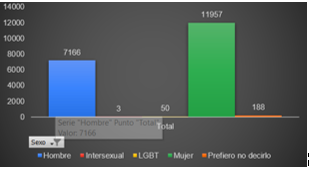 14000
12000
10000
8000
6000
4000
2000
0
7166
3
50
11957
188
Serie "Hombre" Punto "Total"
Valor: 7166
Total
Sexo
Hombre Intersexual LGBT Mujer Prefiero no decirlo